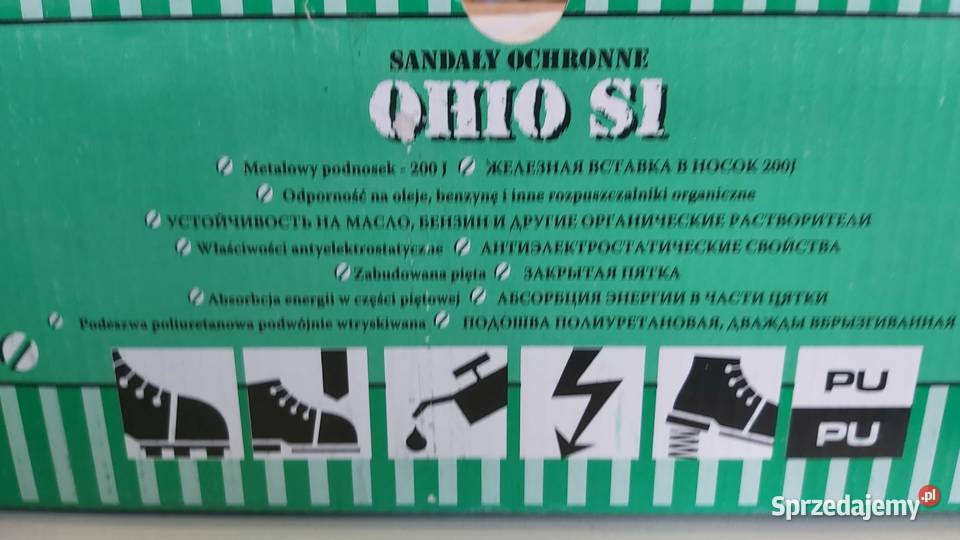 SANDAŁY OCHRONNE
OHIO S1
Metalowy podnosek - 200 J ЖЕЛЕЗНАЯ ВСТАВКА В НОСОК 200J
Odporność na oleje, benzynę i inne rozpuszczalniki organiczne
УСТОЙЧИВОСТЬ НА МАСЛО, БЕНЗИН И ДРУГИЕ ОРГАНИЧЕСКИЕ РАСТВОРИТЕЛИ
Właściwości antyelektrostatyczne АНТИЭЛЕКТРОСТАТИЧЕСКИЕ СВОЙСТВА
Zabudowana pięta ЗАКРЫТАЯ ПЯТКА
Absorbcja energii w części piętowej АБСОРБЦИЯ ЭНЕРГИИ В ЧАСТИ ПЯТКИ
Podeszwa poliuretanowa podwójnie wtryskiwana ПОДОШВА ПОЛИУРЕТАНОВАЯ, ДВАЖДЫ ВБРЫЗГИВАННАЯ
PU
PU
Sprzedajemy.pl